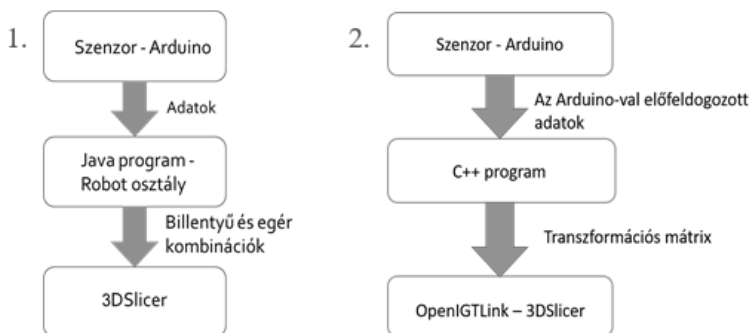 1.
Szenzor - Arduino
Adatok
Java program -
Robot osztály
Billentyű és egér
kombinációk
3DSlicer
2.
Szenzor - Arduino
Az Arduino-val előfeldogozott
adatok
C++ program
Transzformációs mátrix
OpenIGTLink – 3DSlicer